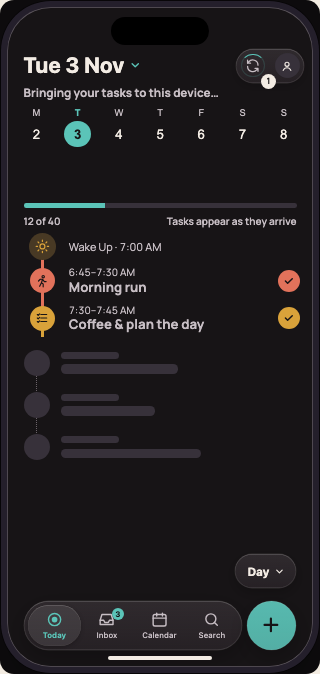 Tue 3 Nov
1
Bringing your tasks to this device...
M T W T F S S
2 3 4 5 6 7 8
12 of 40 Tasks appear as they arrive
Wake Up · 7:00 AM
6:45–7:30 AM
Morning run
7:30–7:45 AM
Coffee & plan the day
Day
3
Today Inbox Calendar Search